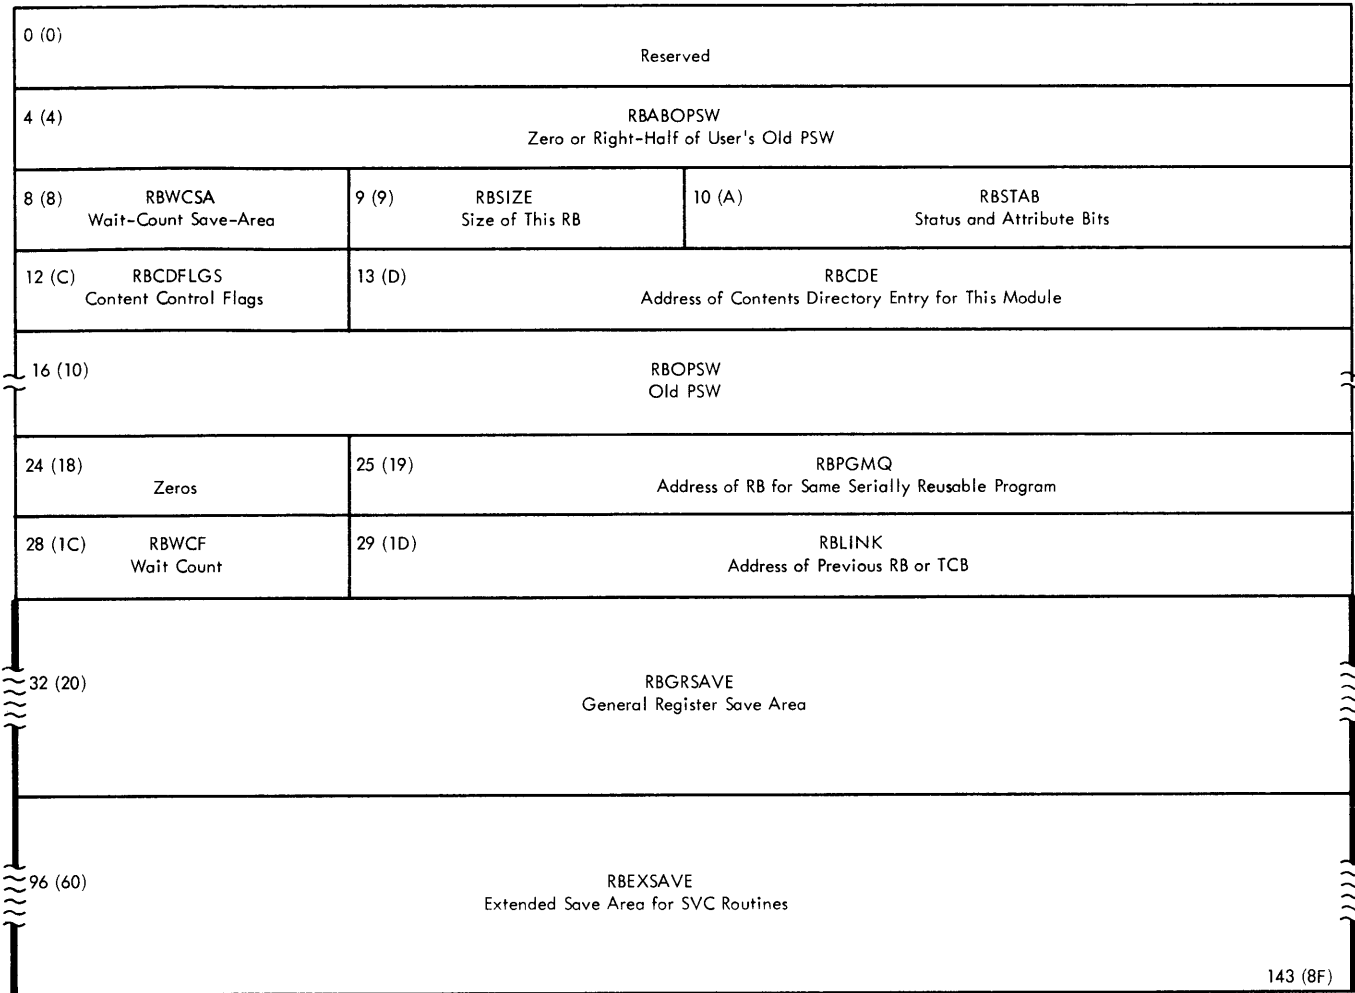 0 (0)
Reserved
4 (4)
RBABOPSW
Zero or Right-Half of User's Old PSW
8 (8)
RBWCSA
Wait-Count Save-Area
9 (9)
RBSIZE
Size of This RB
10 (A)
RBSTAB
Status and Attribute Bits
12 (C)
RBCDFLGS
Content Control Flags
13 (D)
RBCDE
Address of Contents Directory Entry for This Module
16 (10)
RBOPSW
Old PSW
24 (18)
Zeros
25 (19)
RBPGMQ
Address of RB for Same Serially Reusable Program
28 (1C)
RBWCF
Wait Count
29 (1D)
RBLINK
Address of Previous RB or TCB
32 (20)
RBGRSAVE
General Register Save Area
96 (60)
RBEXSAVE
Extended Save Area for SVC Routines
143 (8F)